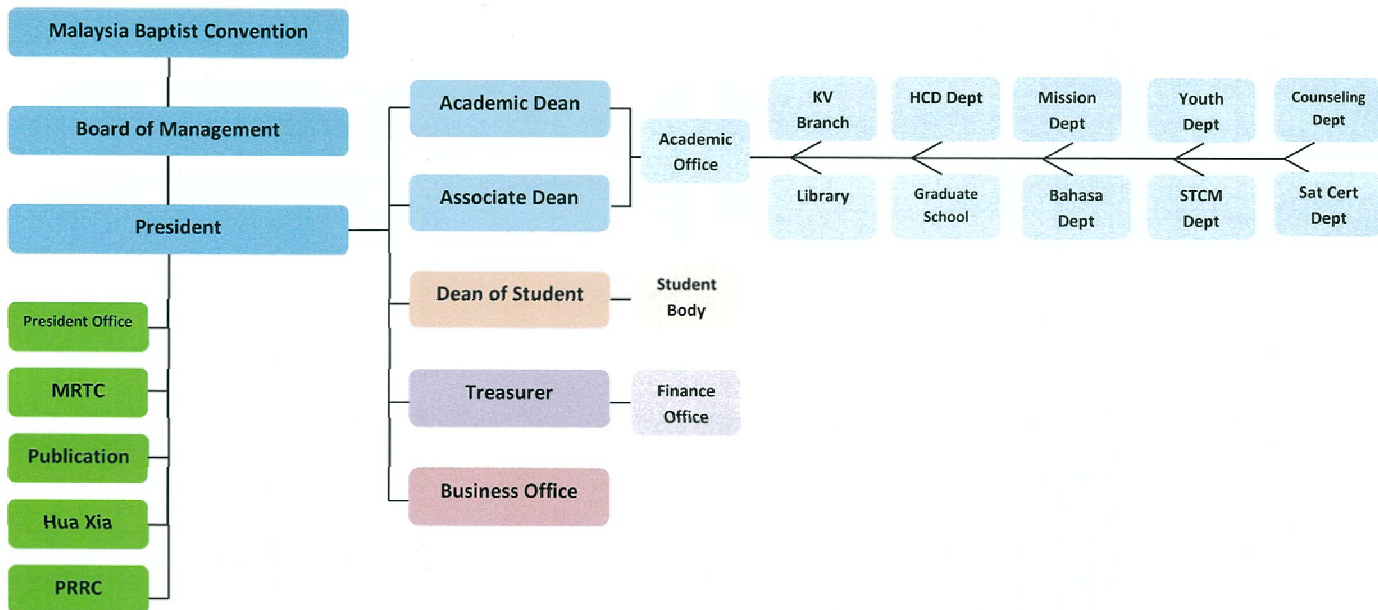 Malaysia Baptist Convention
Board of Management
President
President Office
MRTC
Publication
Hua Xia
PRRC
Academic Dean
Associate Dean
Dean of Student
Treasurer
Business Office
Academic
Office
Student
Body
Finance
Office
KV
Branch
HCD Dept
Mission
Dept
Youth
Dept
Counseling
Dept
Library
Graduate
School
Bahasa
Dept
STCM
Dept
Sat Cert
Dept